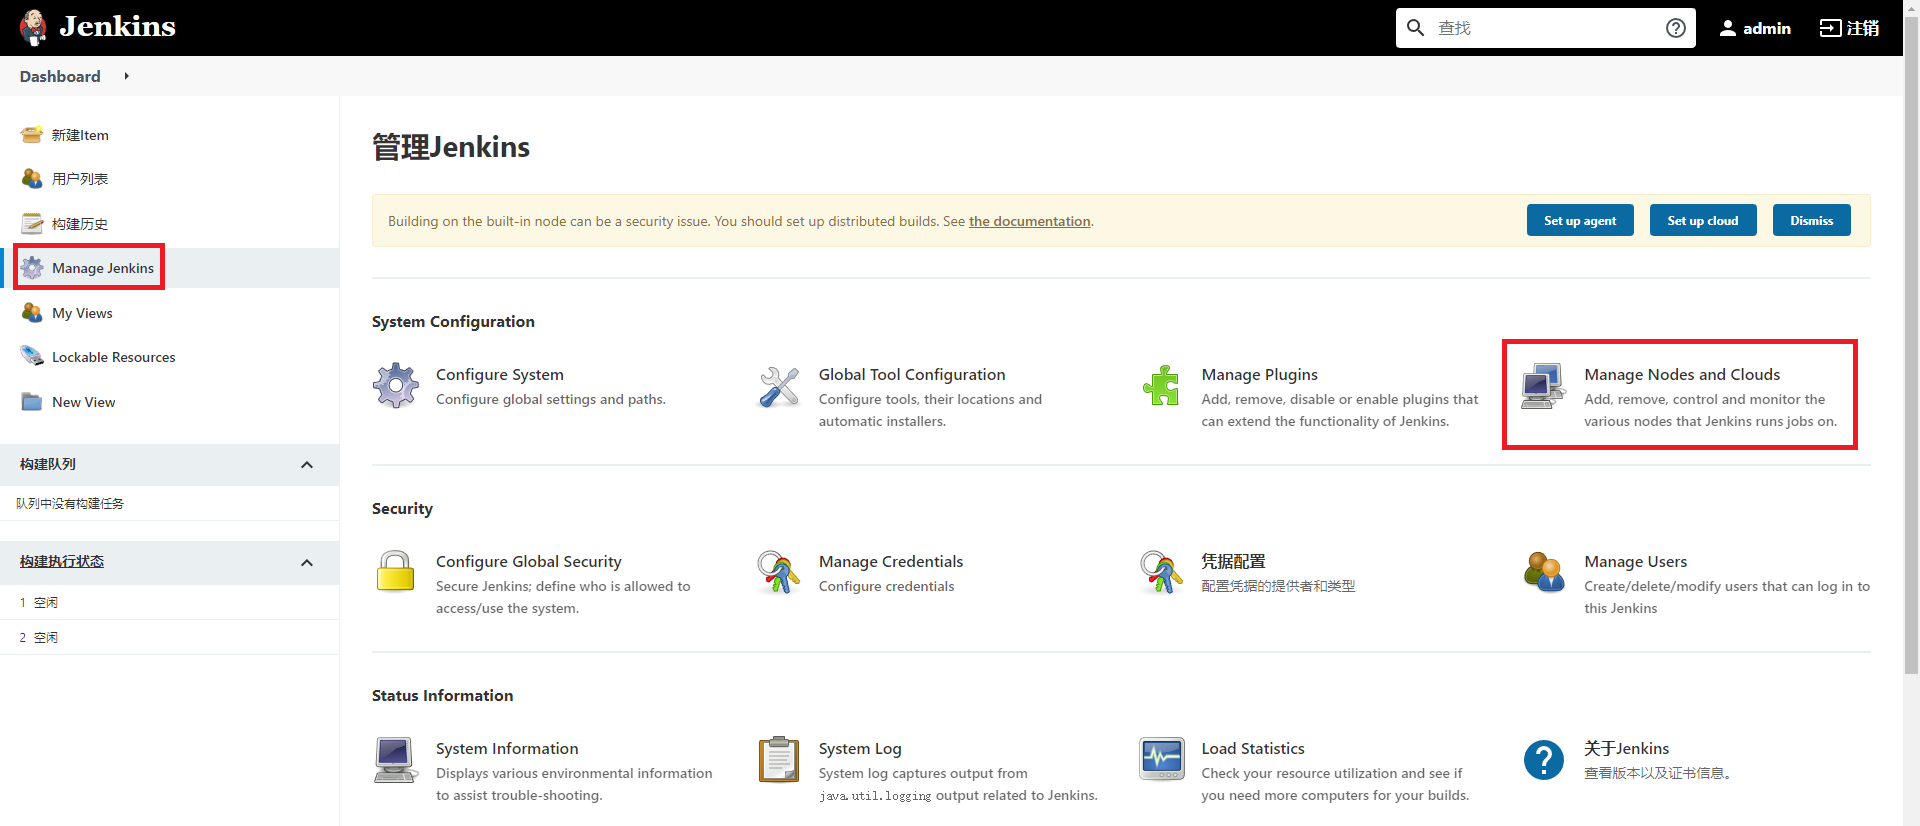 Jenkins
查找
admin
注销
Dashboard
新建Item
用户列表
构建历史
Manage Jenkins
My Views
Lockable Resources
New View
构建队列
队列中没有构建任务
构建执行状态
1 空闲
2 空闲
管理Jenkins
Building on the built-in node can be a security issue. You should set up distributed builds. See the documentation.
Set up agent
Set up cloud
Dismiss
System Configuration
Configure System
Configure global settings and paths.
Global Tool Configuration
Configure tools, their locations and
automatic installers.
Manage Plugins
Add, remove, disable or enable plugins that
can extend the functionality of Jenkins.
Manage Nodes and Clouds
Add, remove, control and monitor the
various nodes that Jenkins runs jobs on.
Security
Configure Global Security
Secure Jenkins; define who is allowed to
access/use the system.
Manage Credentials
Configure credentials
凭据配置
配置凭据的提供者和类型
Manage Users
Create/delete/modify users that can log in to
this Jenkins
Status Information
System Information
Displays various environmental information
to assist trouble-shooting.
System Log
System log captures output from
java.util.logging output related to Jenkins.
Load Statistics
Check your resource utilization and see if
you need more computers for your builds.
关于Jenkins
查看版本以及证书信息。